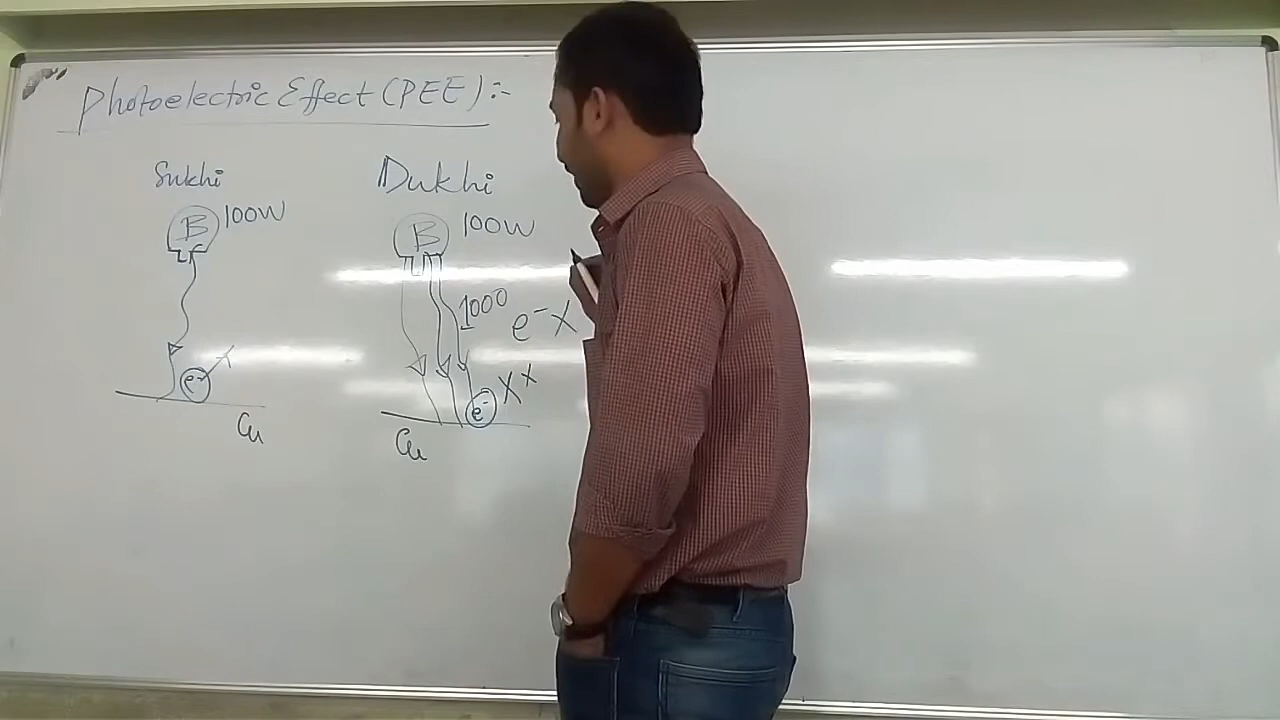 Photoelectric Effect (PEE) :-
Sukhi
B 100W
e-
Cu
Dukhi
B 100W
1000
e- X
e- X x
Cu